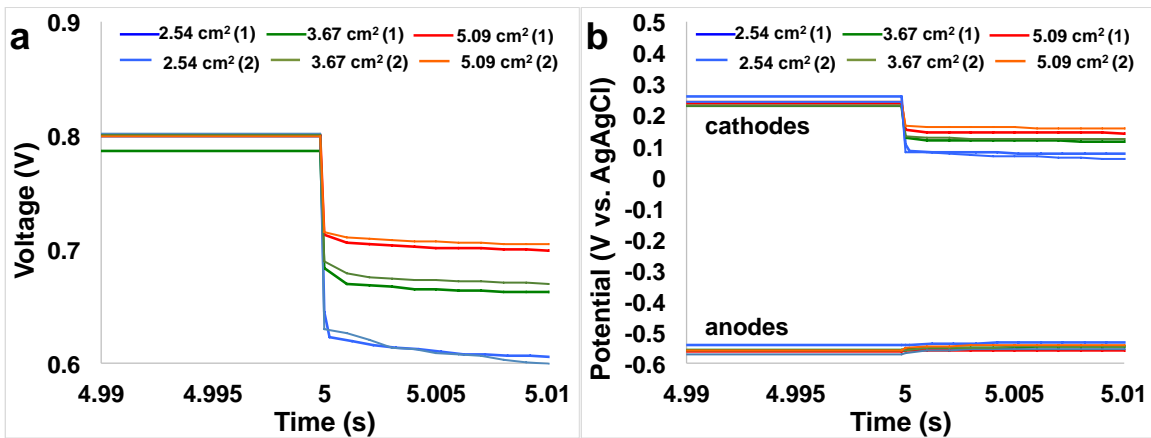 a
2.54 cm² (1) 3.67 cm² (1) 5.09 cm² (1)
2.54 cm² (2) 3.67 cm² (2) 5.09 cm² (2)
Voltage (V)
0.9
0.8
0.7
0.6
4.99 4.995 5 5.005 5.01
Time (s)
b
2.54 cm² (1) 3.67 cm² (1) 5.09 cm² (1)
2.54 cm² (2) 3.67 cm² (2) 5.09 cm² (2)
Potential (V vs. AgAgCl)
0.5
0.4
0.3
0.2
0.1
0
-0.1
-0.2
-0.3
-0.4
-0.5
-0.6
cathodes
anodes
4.99 4.995 5 5.005 5.01
Time (s)